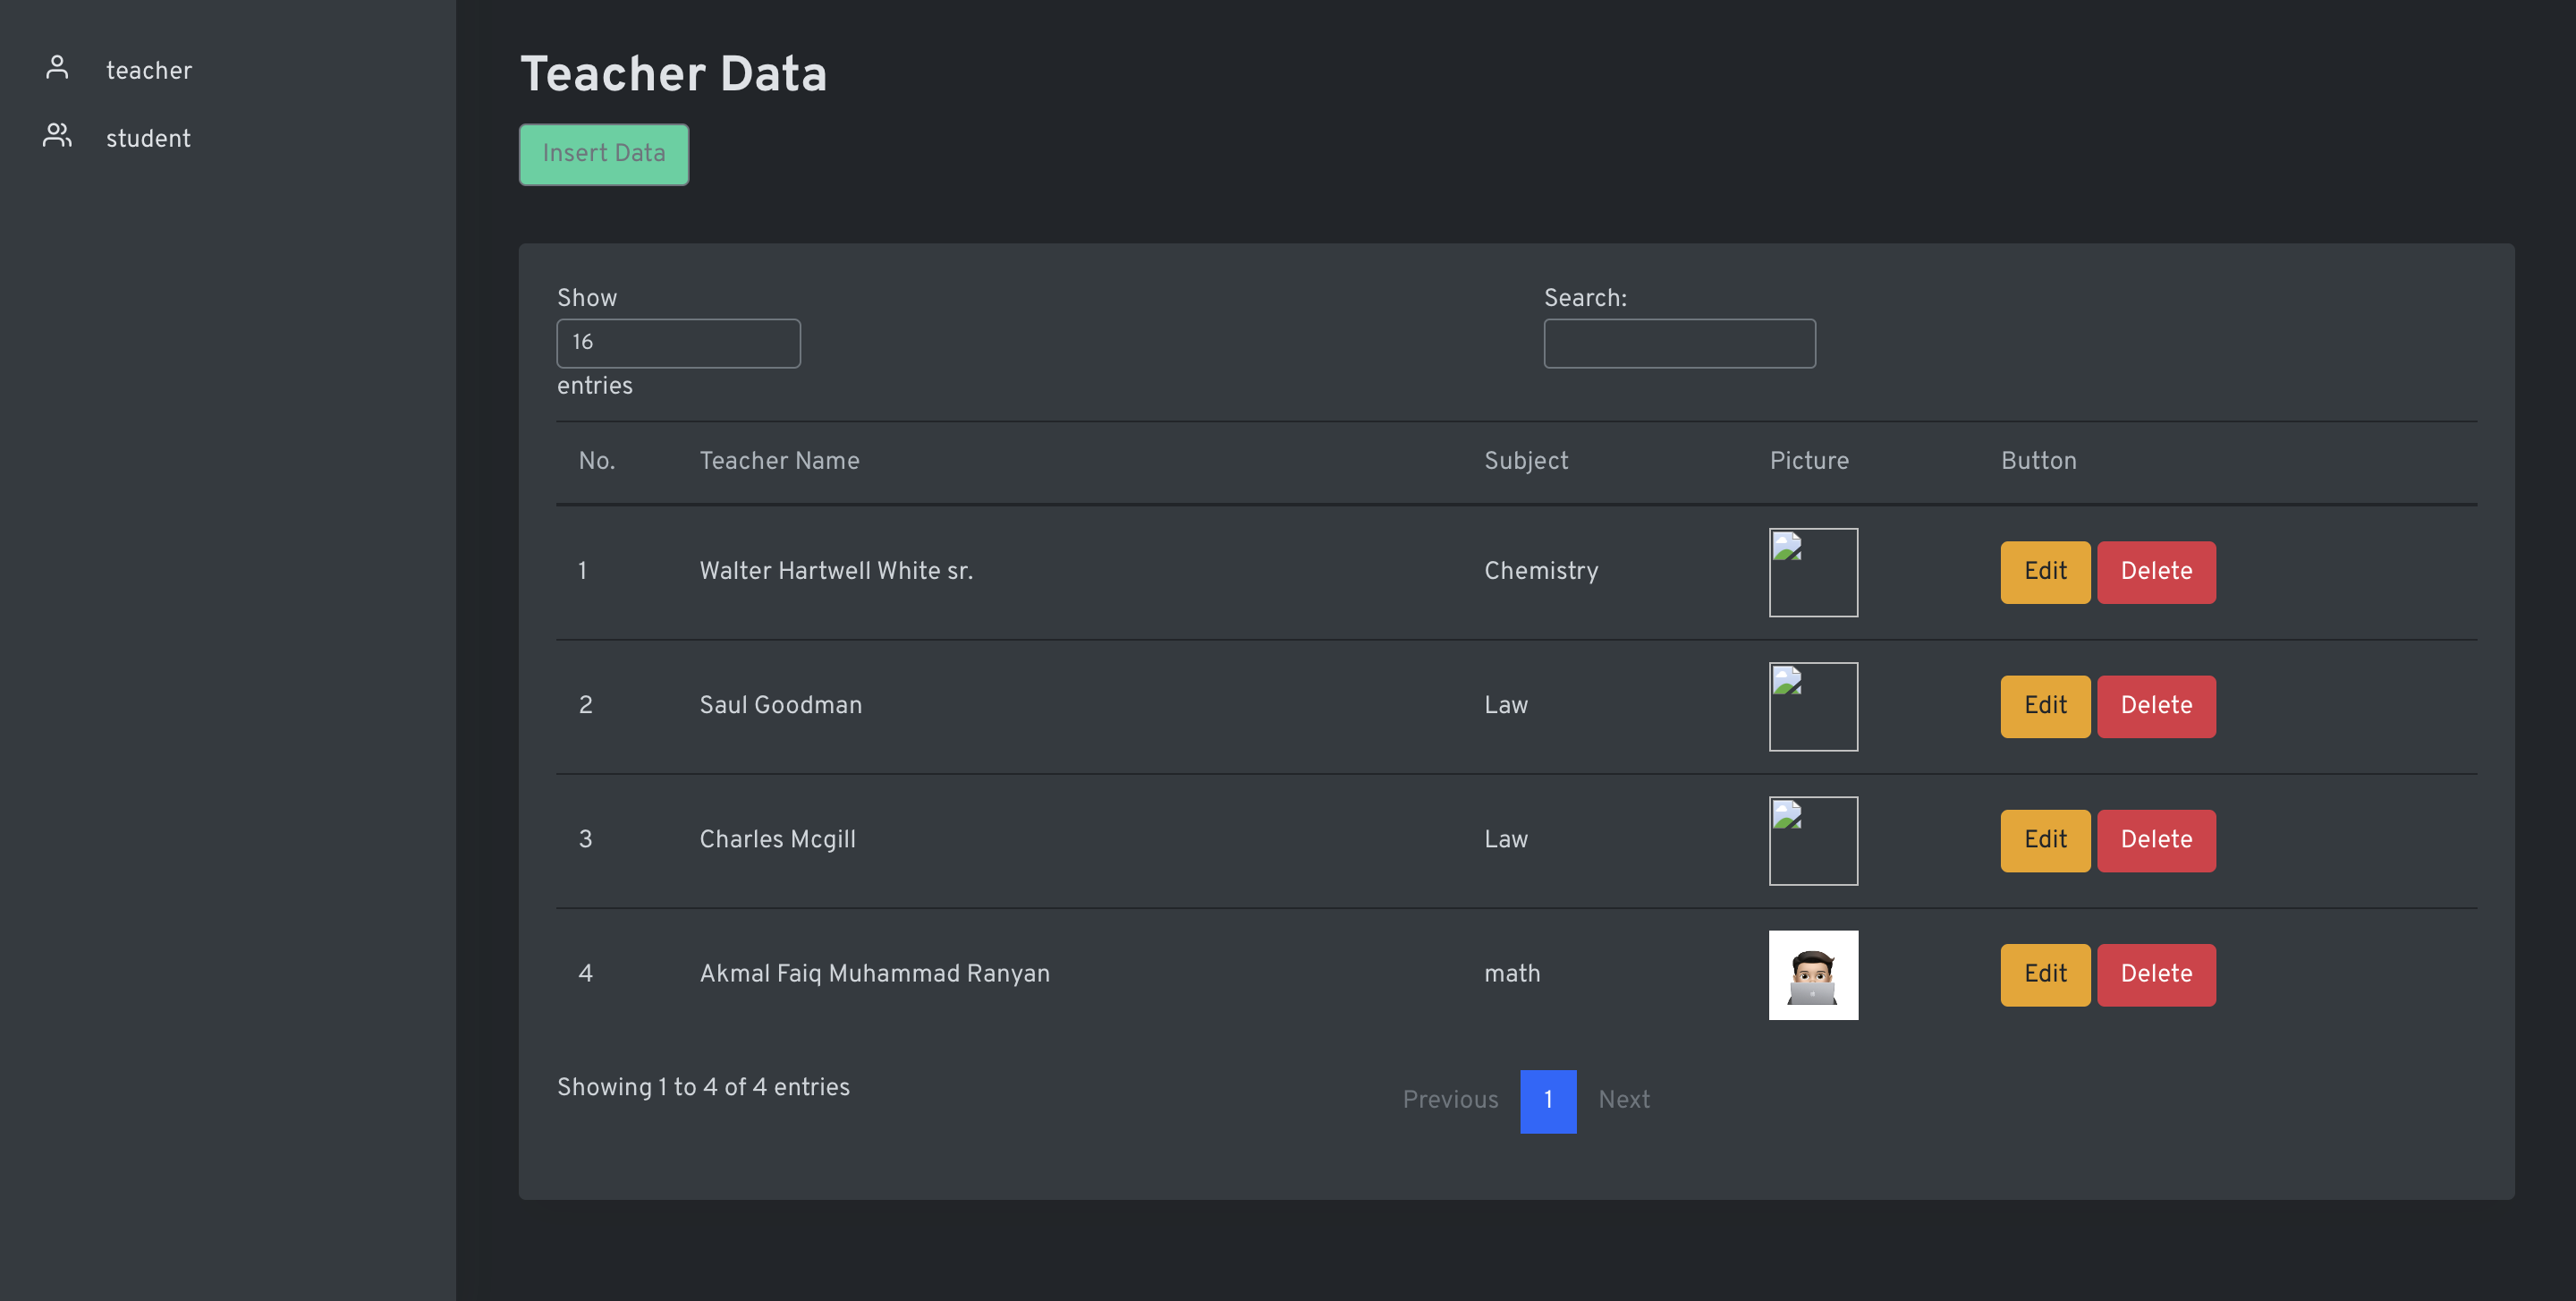 teacher
student
Teacher Data
Insert Data
Show
16
entries
Search:
No. Teacher Name Subject Picture Button
1 Walter Hartwell White sr. Chemistry Edit Delete
2 Saul Goodman Law Edit Delete
3 Charles Mcgill Law Edit Delete
4 Akmal Faiq Muhammad Ranyan math Edit Delete
Showing 1 to 4 of 4 entries
Previous 1 Next